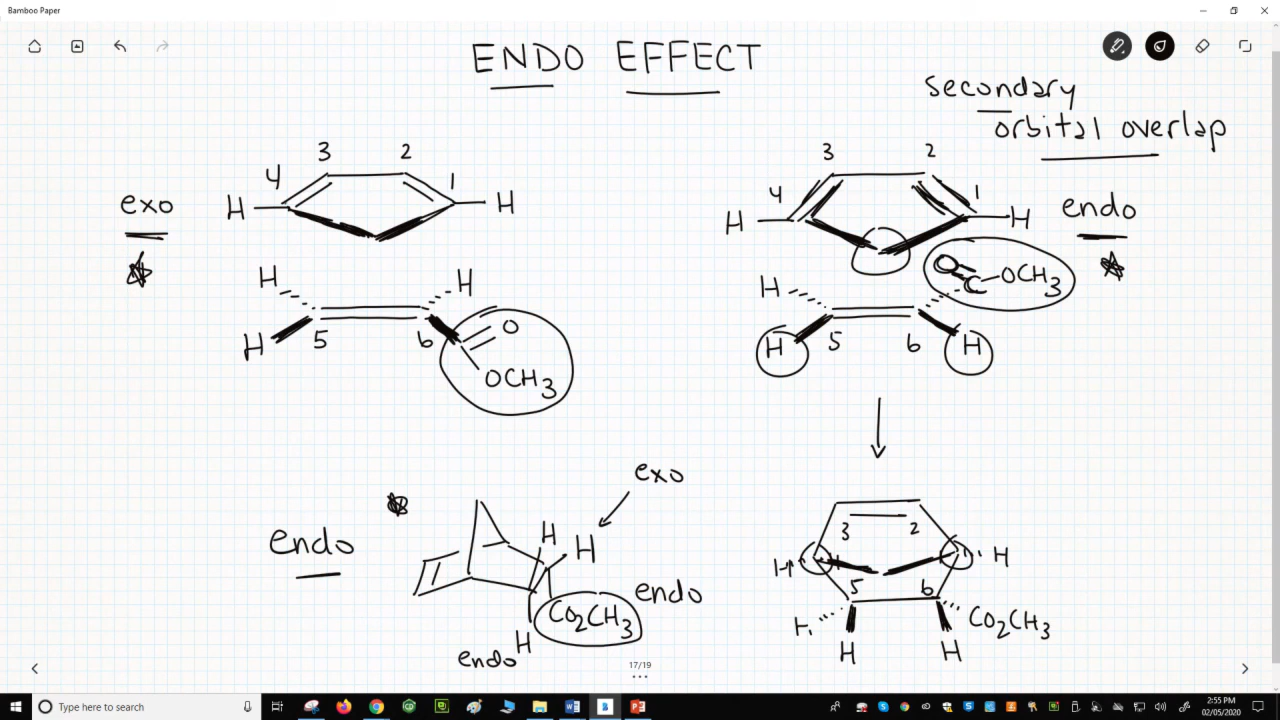 Bamboo Paper
ENDO EFFECT
secondary
orbital overlap
exo
4 3 2 1
H H
H H
H 5 6 O
OCH3
4 3 2 1
H H
endo
O
C OCH3
H
H 5 6 H
exo
endo
H H
CO2CH3
endo
H
endo
3 2
H H
5 6
H CO2CH3
H H
17/19
Type here to search
2:55 PM
02/05/2020